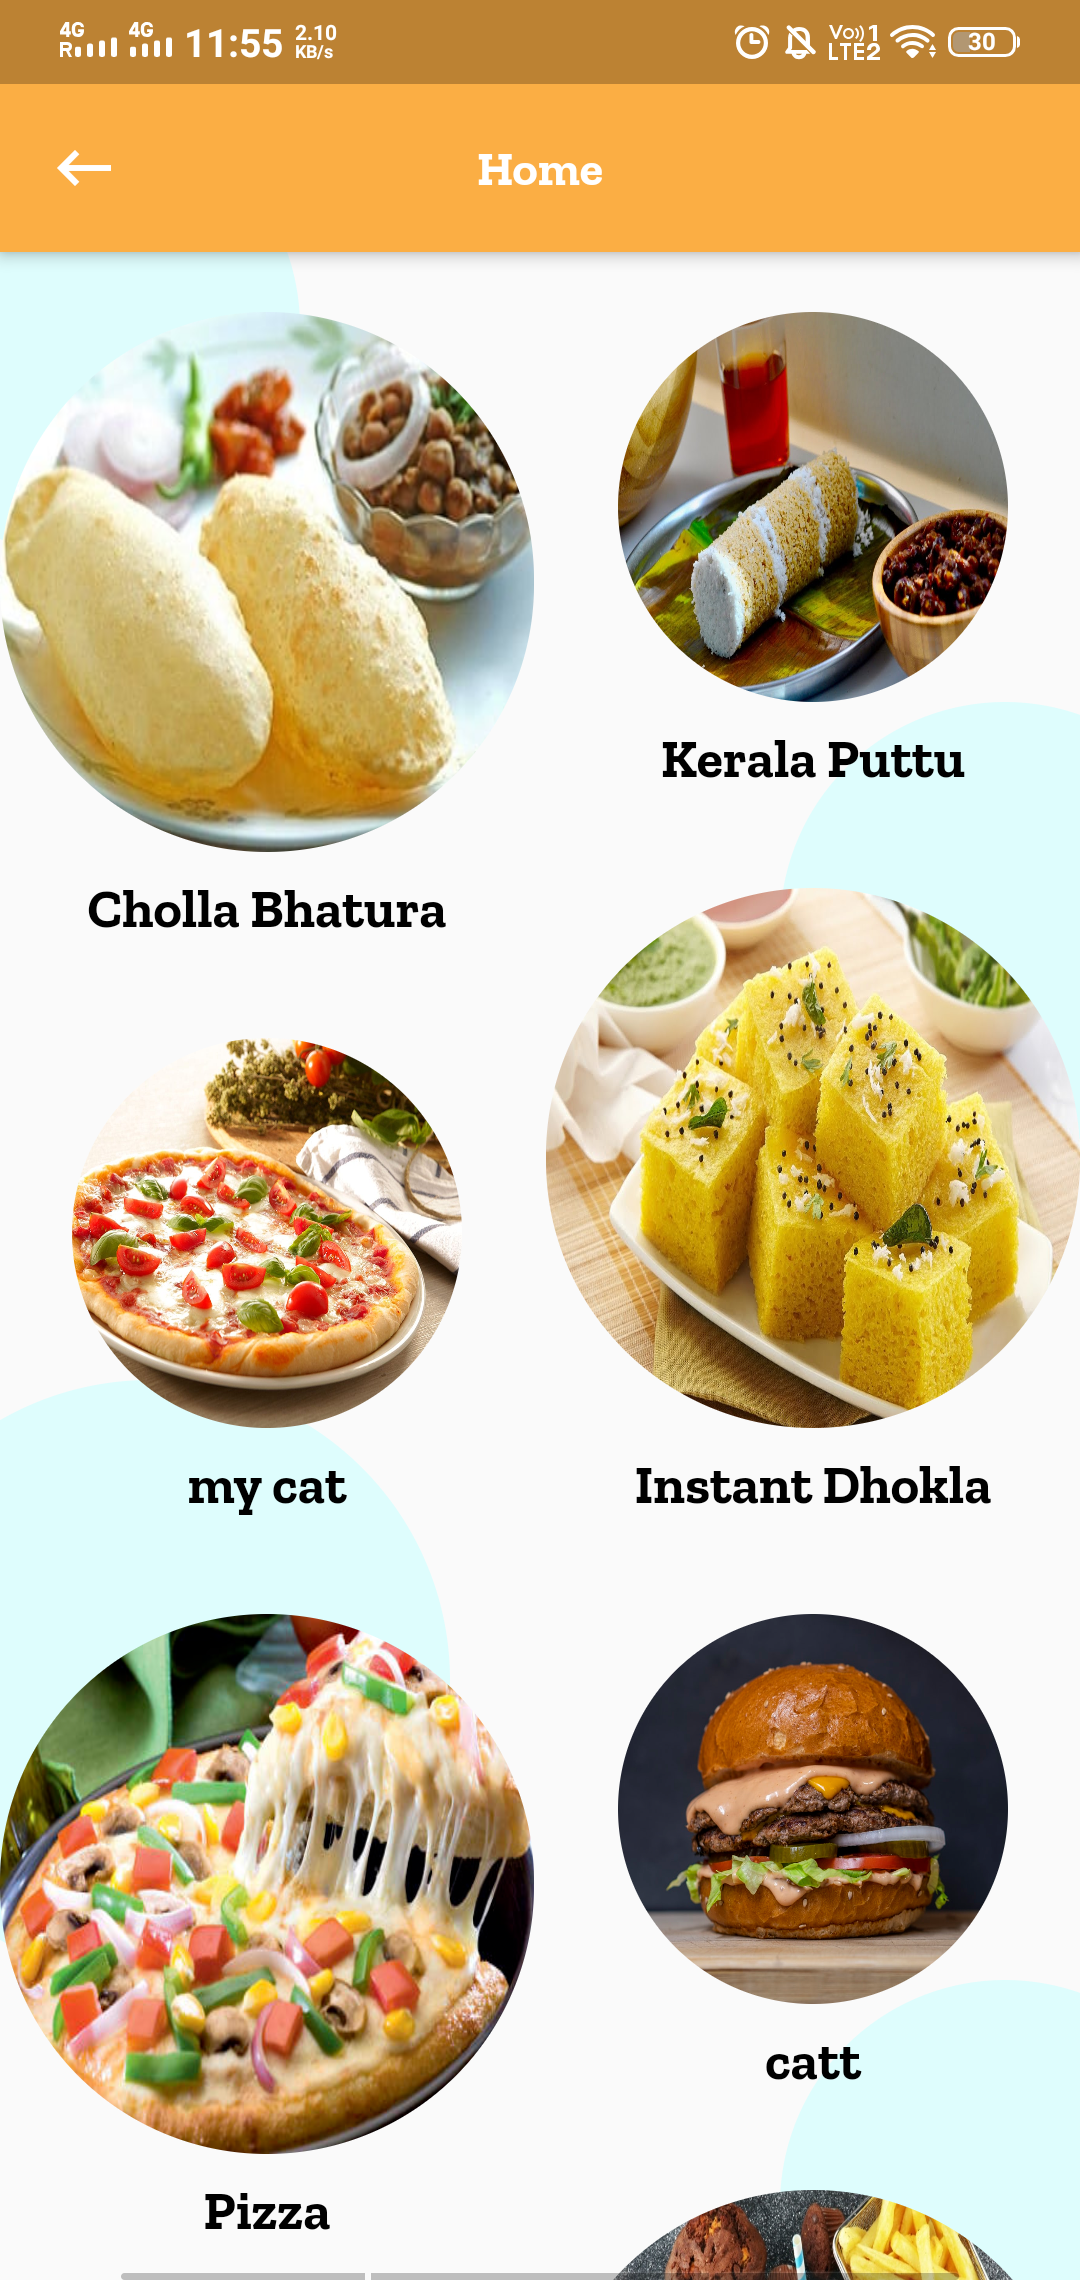 4G 4G 11:55 2.10 Vo)) 1 30
R KB/s LTE2
Home
Kerala Puttu
Cholla Bhatura
my cat
Instant Dhokla
catt
Pizza